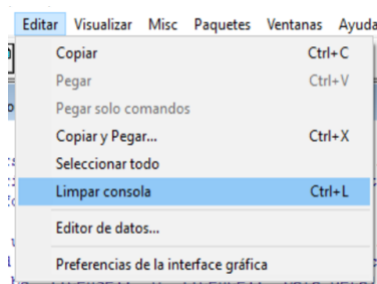 Editar Visualizar Misc Paquetes Ventanas Ayuda
Copiar Ctrl+C
Pegar Ctrl+V
Pegar solo comandos
Copiar y Pegar... Ctrl+X
Seleccionar todo
Limpar consola Ctrl+L
Editor de datos...
Preferencias de la interface gráfica